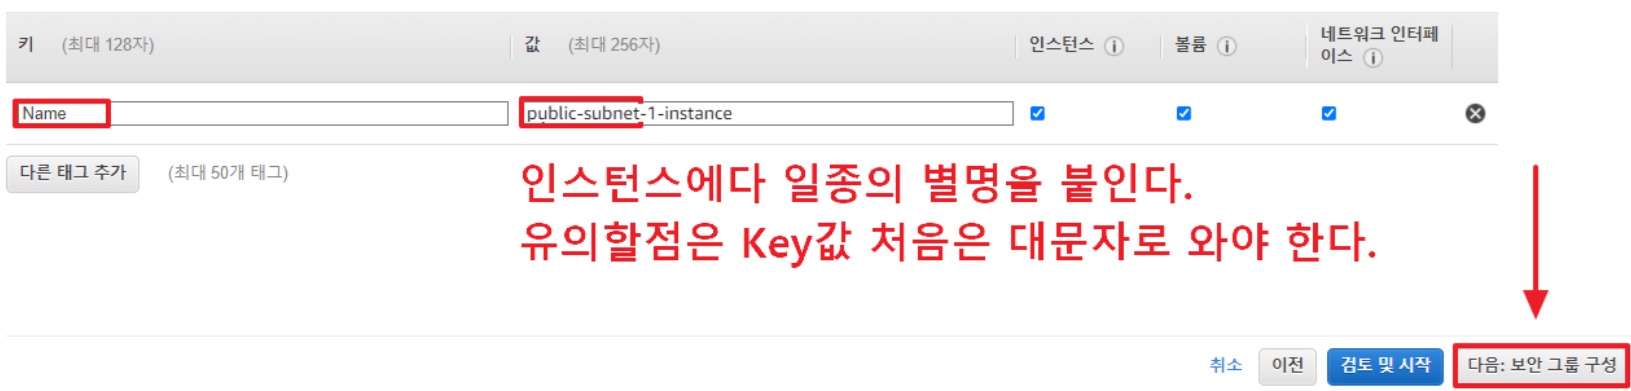 키 (최대 128자) 값 (최대 256자) 인스턴스 볼륨 네트워크 인터페
이스
Name public-subnet-1-instance
다른 태그 추가 (최대 50개 태그)
인스턴스에다 일종의 별명을 붙인다.
유의할점은 Key값 처음은 대문자로 와야 한다.
취소 이전 검토 및 시작 다음: 보안 그룹 구성